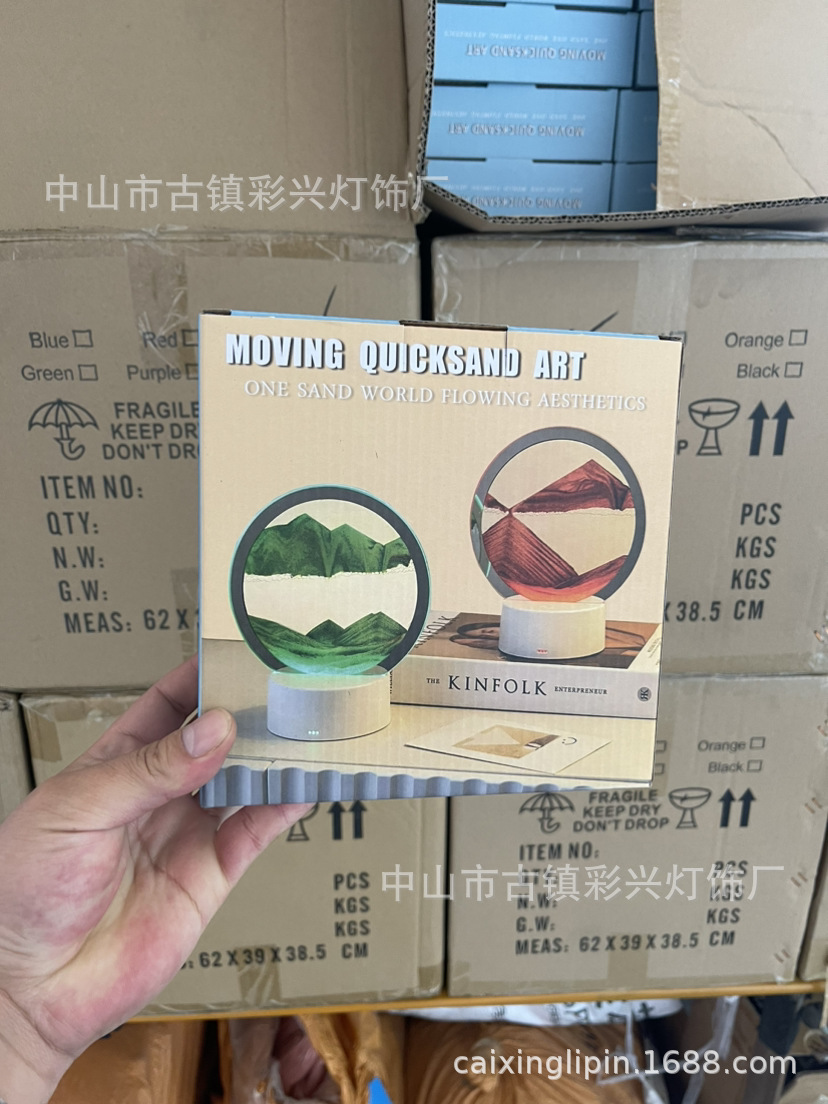 MOVING QUICKSAND ART
MOVING QUICKSAND ART
MOVING QUICKSAND ART
中山市古镇彩兴灯饰厂
Blue
Red
Green
Purple
Orange
Black
FRAGILE
KEEP DRY
DON'T DR
ITEM NO:
QTY:
N.W:
G.W:
MEAS: 62 X
P
PCS
KGS
KGS
X 38.5 CM
MOVING QUICKSAND ART
ONE SAND WORLD FLOWING AESTHETICS
KINFOLK
THE KINFOLK ENTERPRENEUR
Orange
Black
FRAGILE
KEEP DRY
DON'T DROP
ITEM NO:
N.W:
G.W:
MEAS: 62 X 39 X 38.5 CM
PCS
KGS
KGS
PCS
KGS
KGS
62 X 39 X 38.5 CM
中山市古镇彩兴灯饰厂
caixinglipin.1688.com